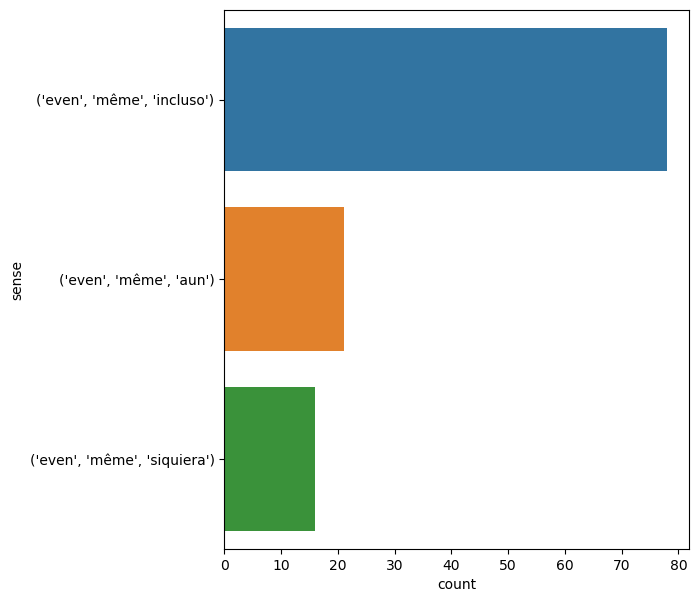 ('even', 'même', 'incluso')
('even', 'même', 'aun')
('even', 'même', 'siquiera')
sense
0 10 20 30 40 50 60 70 80
count